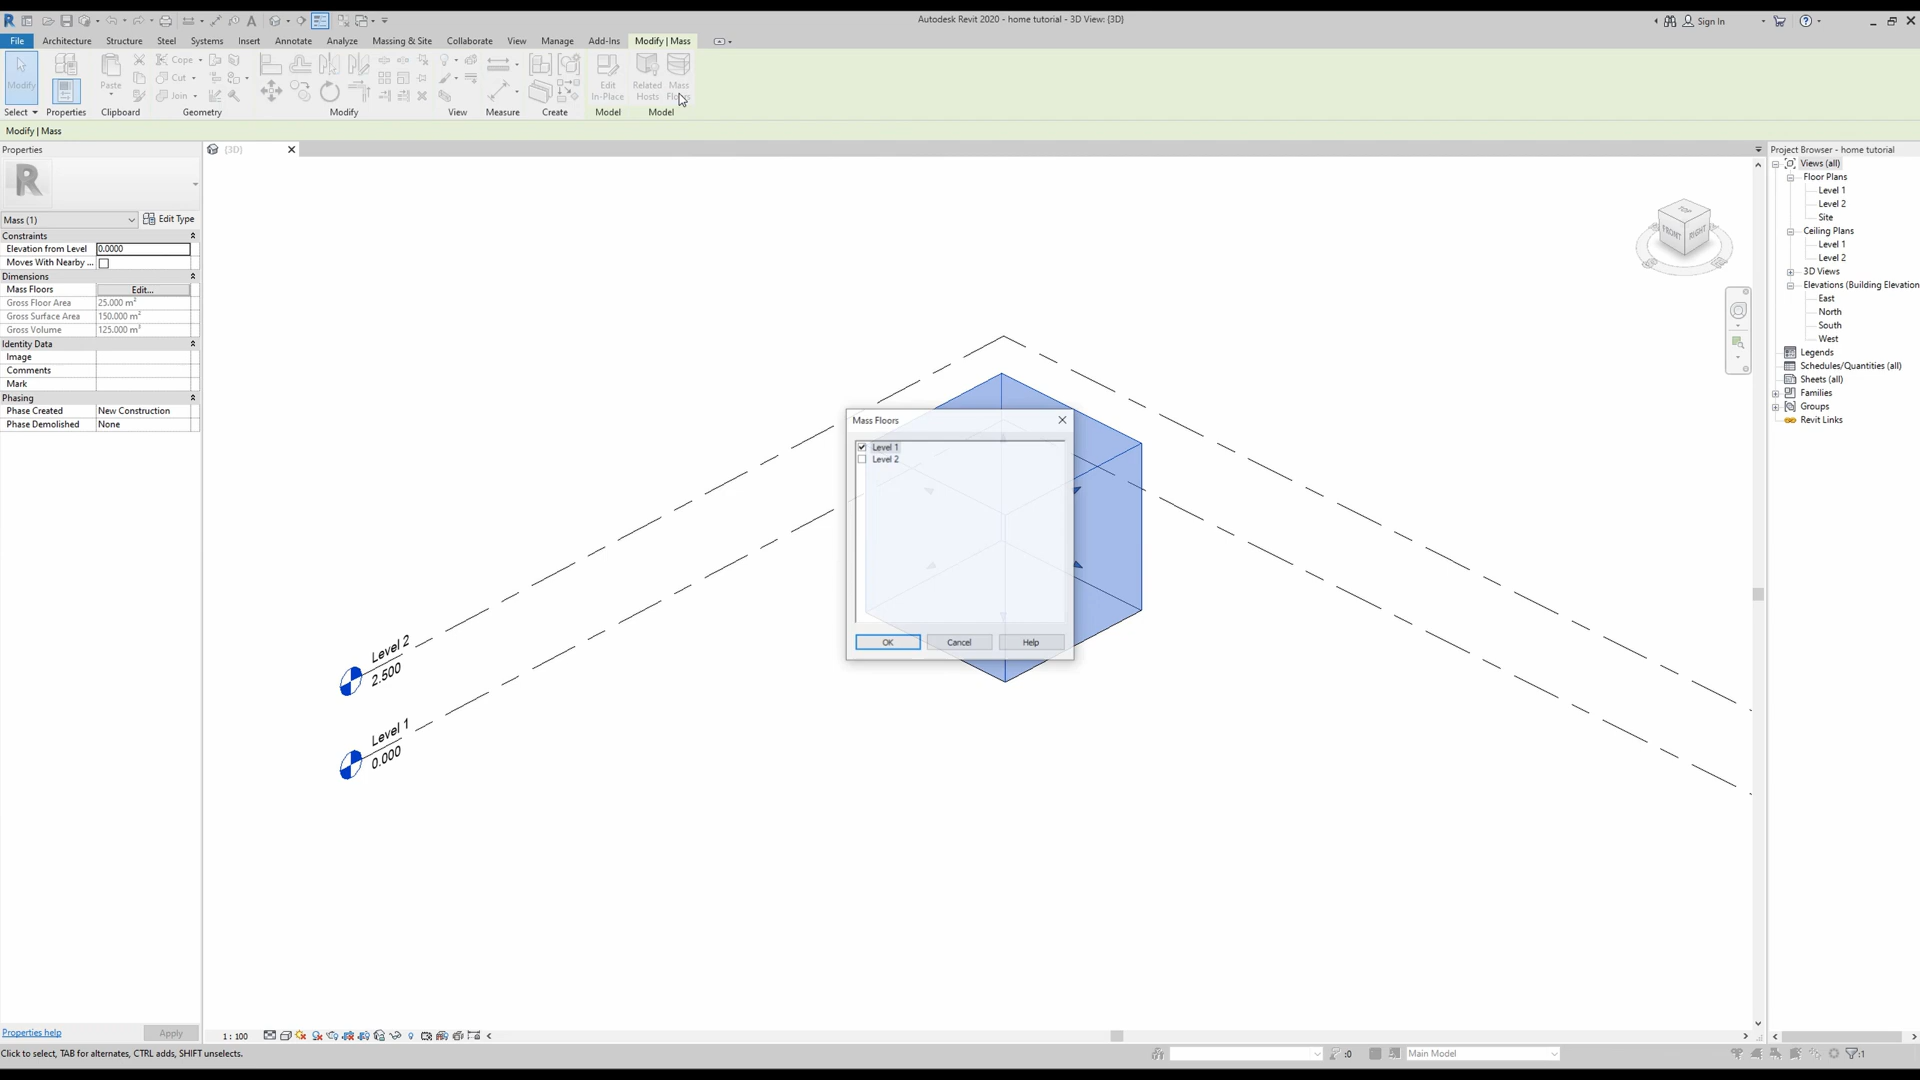 Autodesk Revit 2020 - home tutorial - 3D View: {3D}
Sign In
File Architecture Structure Steel Systems Insert Annotate Analyze Massing & Site Collaborate View Manage Add-Ins Modify | Mass
Modify
Paste
Cope
Cut
Join
Edit In-Place
Related Hosts
Mass
Select Properties Clipboard Geometry Modify View Measure Create Model Model
Modify | Mass
Properties
{3D}
Project Browser - home tutorial
R
Mass (1) Edit Type
Constraints
Elevation from Level 0.0000
Moves With Nearby ...
Dimensions
Mass Floors Edit...
Gross Floor Area 25.000 m²
Gross Surface Area 150.000 m²
Gross Volume 125.000 m³
Identity Data
Image
Comments
Mark
Phasing
Phase Created New Construction
Phase Demolished None
Properties help Apply
Mass Floors
Level 1
Level 2
OK Cancel Help
Level 2
2.500
Level 1
0.000
TOP
FRONT RIGHT
Views (all)
Floor Plans
Level 1
Level 2
Site
Ceiling Plans
Level 1
Level 2
3D Views
Elevations (Building Elevation
East
North
South
West
Legends
Schedules/Quantities (all)
Sheets (all)
Families
Groups
Revit Links
1 : 100
Click to select, TAB for alternates, CTRL adds, SHIFT unselects.
:0
Main Model
:1